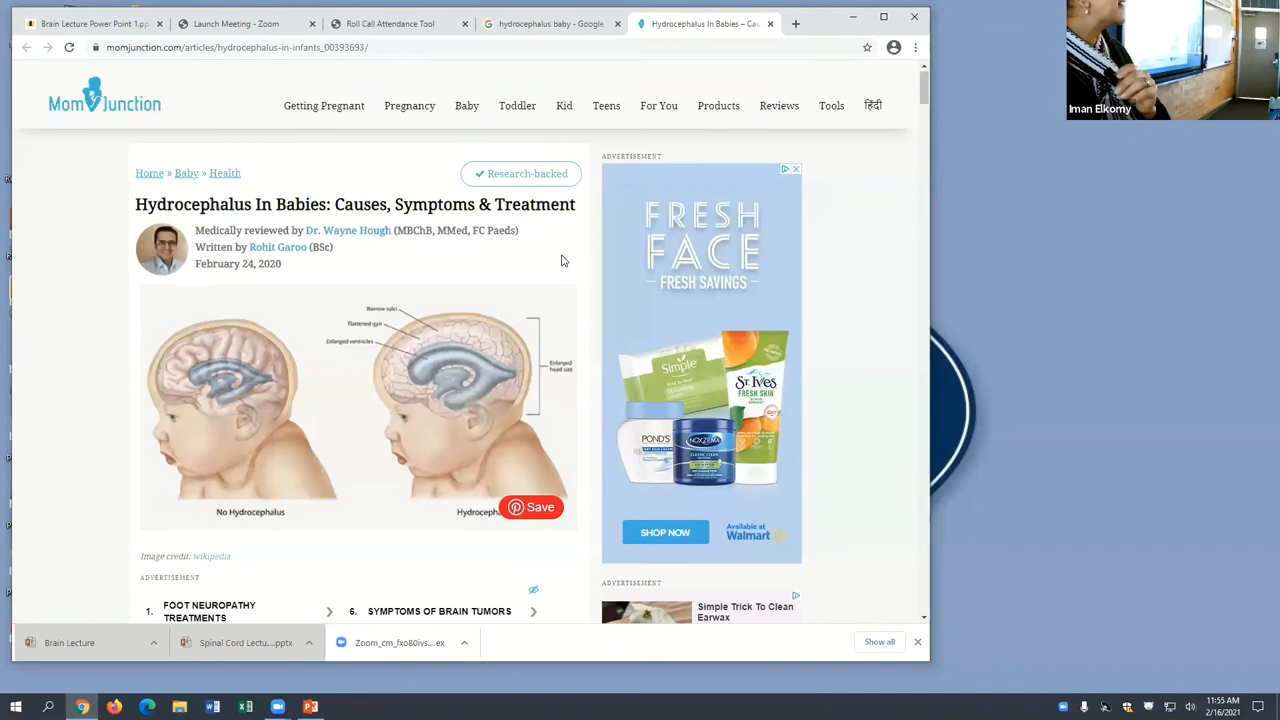 Brain Lecture Power Point 1.pp
Launch Meeting - Zoom
Roll Call Attendance Tool
hydrocephalus baby - Google
Hydrocephalus In Babies – Cau
momjunction.com/articles/hydrocephalus-in-infants_00393693/
Iman Elkomy
MomJunction
Getting Pregnant Pregnancy Baby Toddler Kid Teens For You Products Reviews Tools हिंदी
ADVERTISEMENT
Home » Baby » Health
Research-backed
Hydrocephalus In Babies: Causes, Symptoms & Treatment
Medically reviewed by Dr. Wayne Hough (MBChB, MMed, FC Paeds)
Written by Rohit Garoo (BSc)
February 24, 2020
Narrow sulci
Flattened gyri
Enlarged ventricles
Enlarged
head size
No Hydrocephalus
Hydroceph
Save
Image credit: wikipedia
ADVERTISEMENT
1. FOOT NEUROPATHY
TREATMENTS
6. SYMPTOMS OF BRAIN TUMORS
FRESH
FACE
FRESH SAVINGS
Simple
St. Ives
FRESH SKIN
POND'S
NOXZEMA
SHOP NOW
Available at
Walmart
ADVERTISEMENT
Simple Trick To Clean
Earwax
Brain Lecture
Spinal Cord Lectu....pptx
Zoom_cm_fxo80ivs....ex
Show all
11:55 AM
2/16/2021